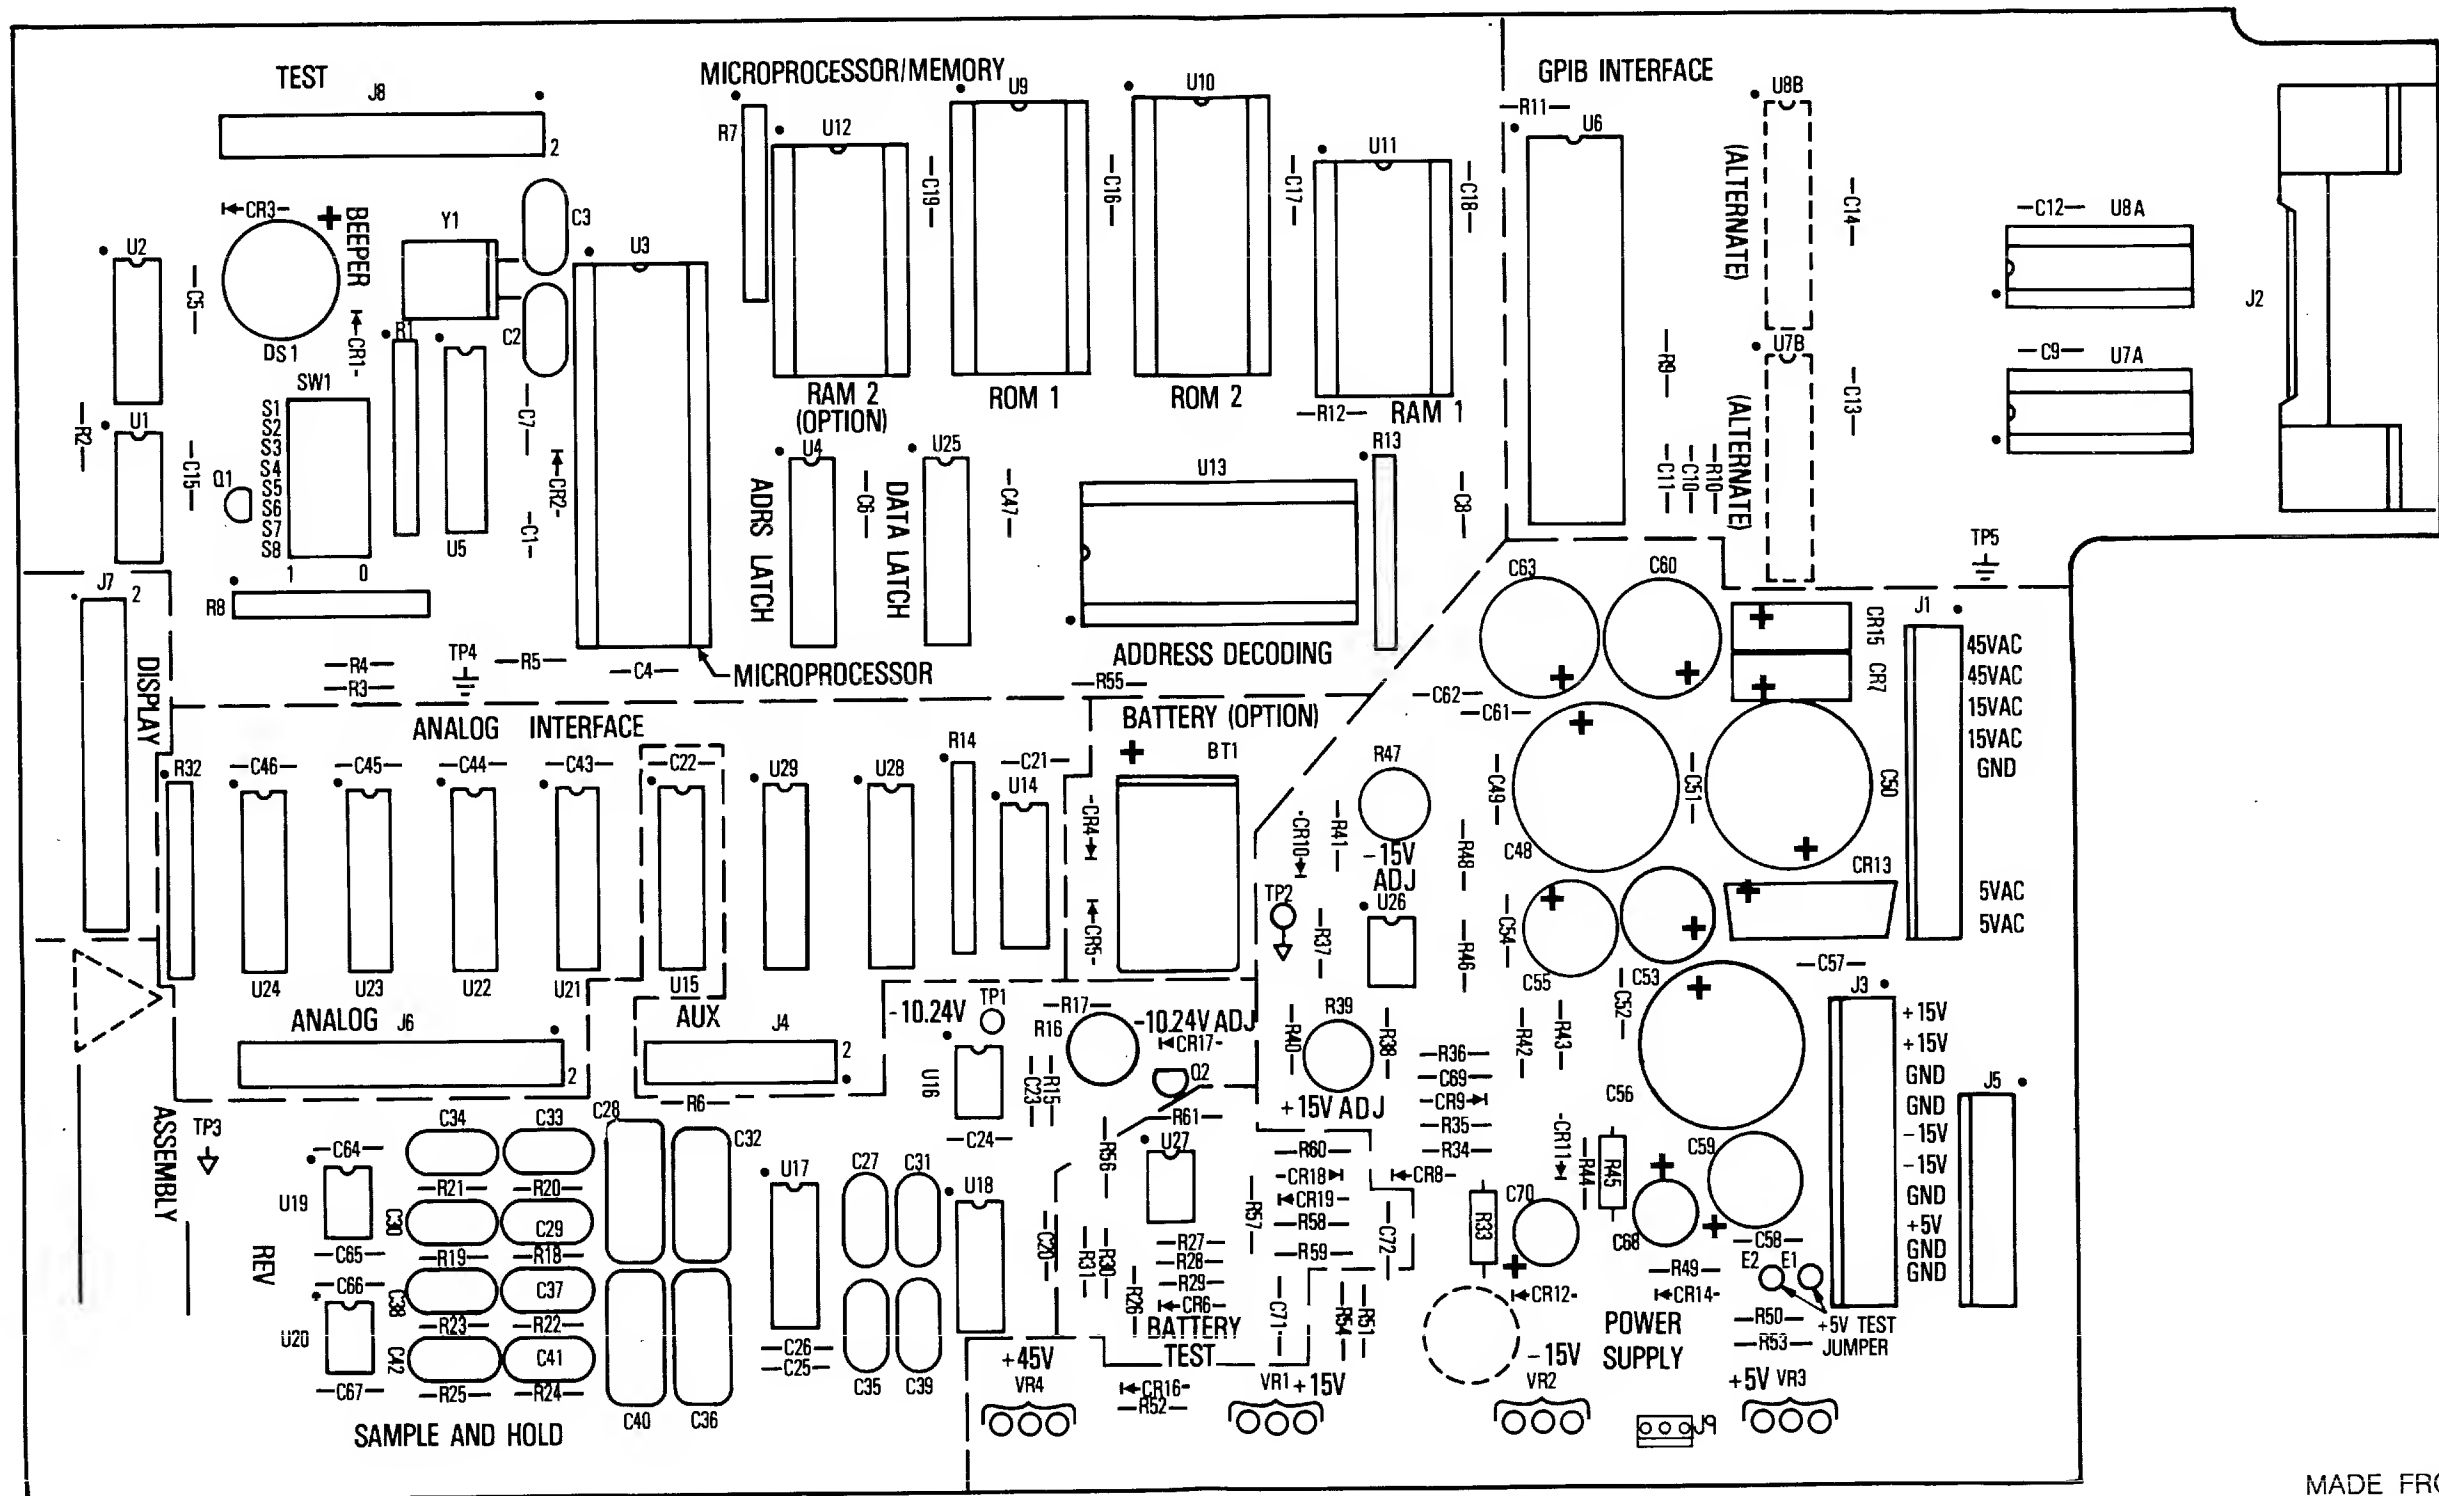 TEST
J8
2
MICROPROCESSOR/MEMORY
R7
U12
C19
U9
C16
U10
C17
U11
C18
RAM 2
(OPTION)
ROM 1
ROM 2
R12
RAM 1
GPIB INTERFACE
R11
U6
U8B
(ALTERNATE)
C14
C12
U8A
J2
R9
U7B
(ALTERNATE)
C13
C9
U7A
C11
C10
R10
CR3
+
BEEPER
DS1
CR1
Y1
C3
C2
U2
C5
U3
R1
SW1
S1
S2
S3
S4
S5
S6
S7
S8
1
0
R2
U1
C15
Q1
U5
C7
CR2
C1
R8
U4
ADRS LATCH
C6
U25
DATA LATCH
C47
U13
R13
C8
ADDRESS DECODING
J7
2
DISPLAY
R4
R3
TP4
R5
C4
MICROPROCESSOR
R55
TP5
C63
C60
+
+
+
+
CR15
CR7
J1
45VAC
45VAC
15VAC
15VAC
GND
5VAC
5VAC
C62
C61
ANALOG INTERFACE
R32
C46
C45
C44
C43
C22
U29
U28
R14
C21
U14
U24
U23
U22
U21
U15
BATTERY (OPTION)
+
BT1
CR4
CR5
R47
-15V
ADJ
CR10
R41
R48
C49
+
C48
C51
C50
+
TP2
R37
U26
R46
C54
+
C55
C53
+
CR13
+
C57
ANALOG J6
2
AUX
J4
2
-10.24V
TP1
R17
R16
-10.24V ADJ
CR17
U16
C23
R15
Q2
R61
C24
R40
R39
R38
+15V ADJ
R42
R43
C52
+
C56
J3
+15V
+15V
GND
GND
-15V
-15V
GND
+5V
GND
GND
J5
R36
C69
CR9
R35
R34
ASSEMBLY
TP3
REV
C64
U19
C65
C66
U20
C67
C34
C33
R21
R20
C30
C29
R19
R18
C38
C37
R23
R22
C42
C41
R25
R24
C28
C32
C40
C36
R6
SAMPLE AND HOLD
U17
C26
C25
C27
C31
C35
C39
U18
C20
R31
R30
R56
U27
R27
R28
R29
CR6
R26
BATTERY
TEST
R60
CR18
CR19
R58
R57
R59
C72
C71
R54
R51
CR8
R33
C70
+
CR11
R44
R45
+
C68
C59
+
C58
E2
E1
R49
CR12
CR14
R50
R53
+5V TEST
JUMPER
POWER
SUPPLY
+45V
VR4
CR16
R52
VR1
+15V
-15V
VR2
J9
+5V
VR3
MADE FRO